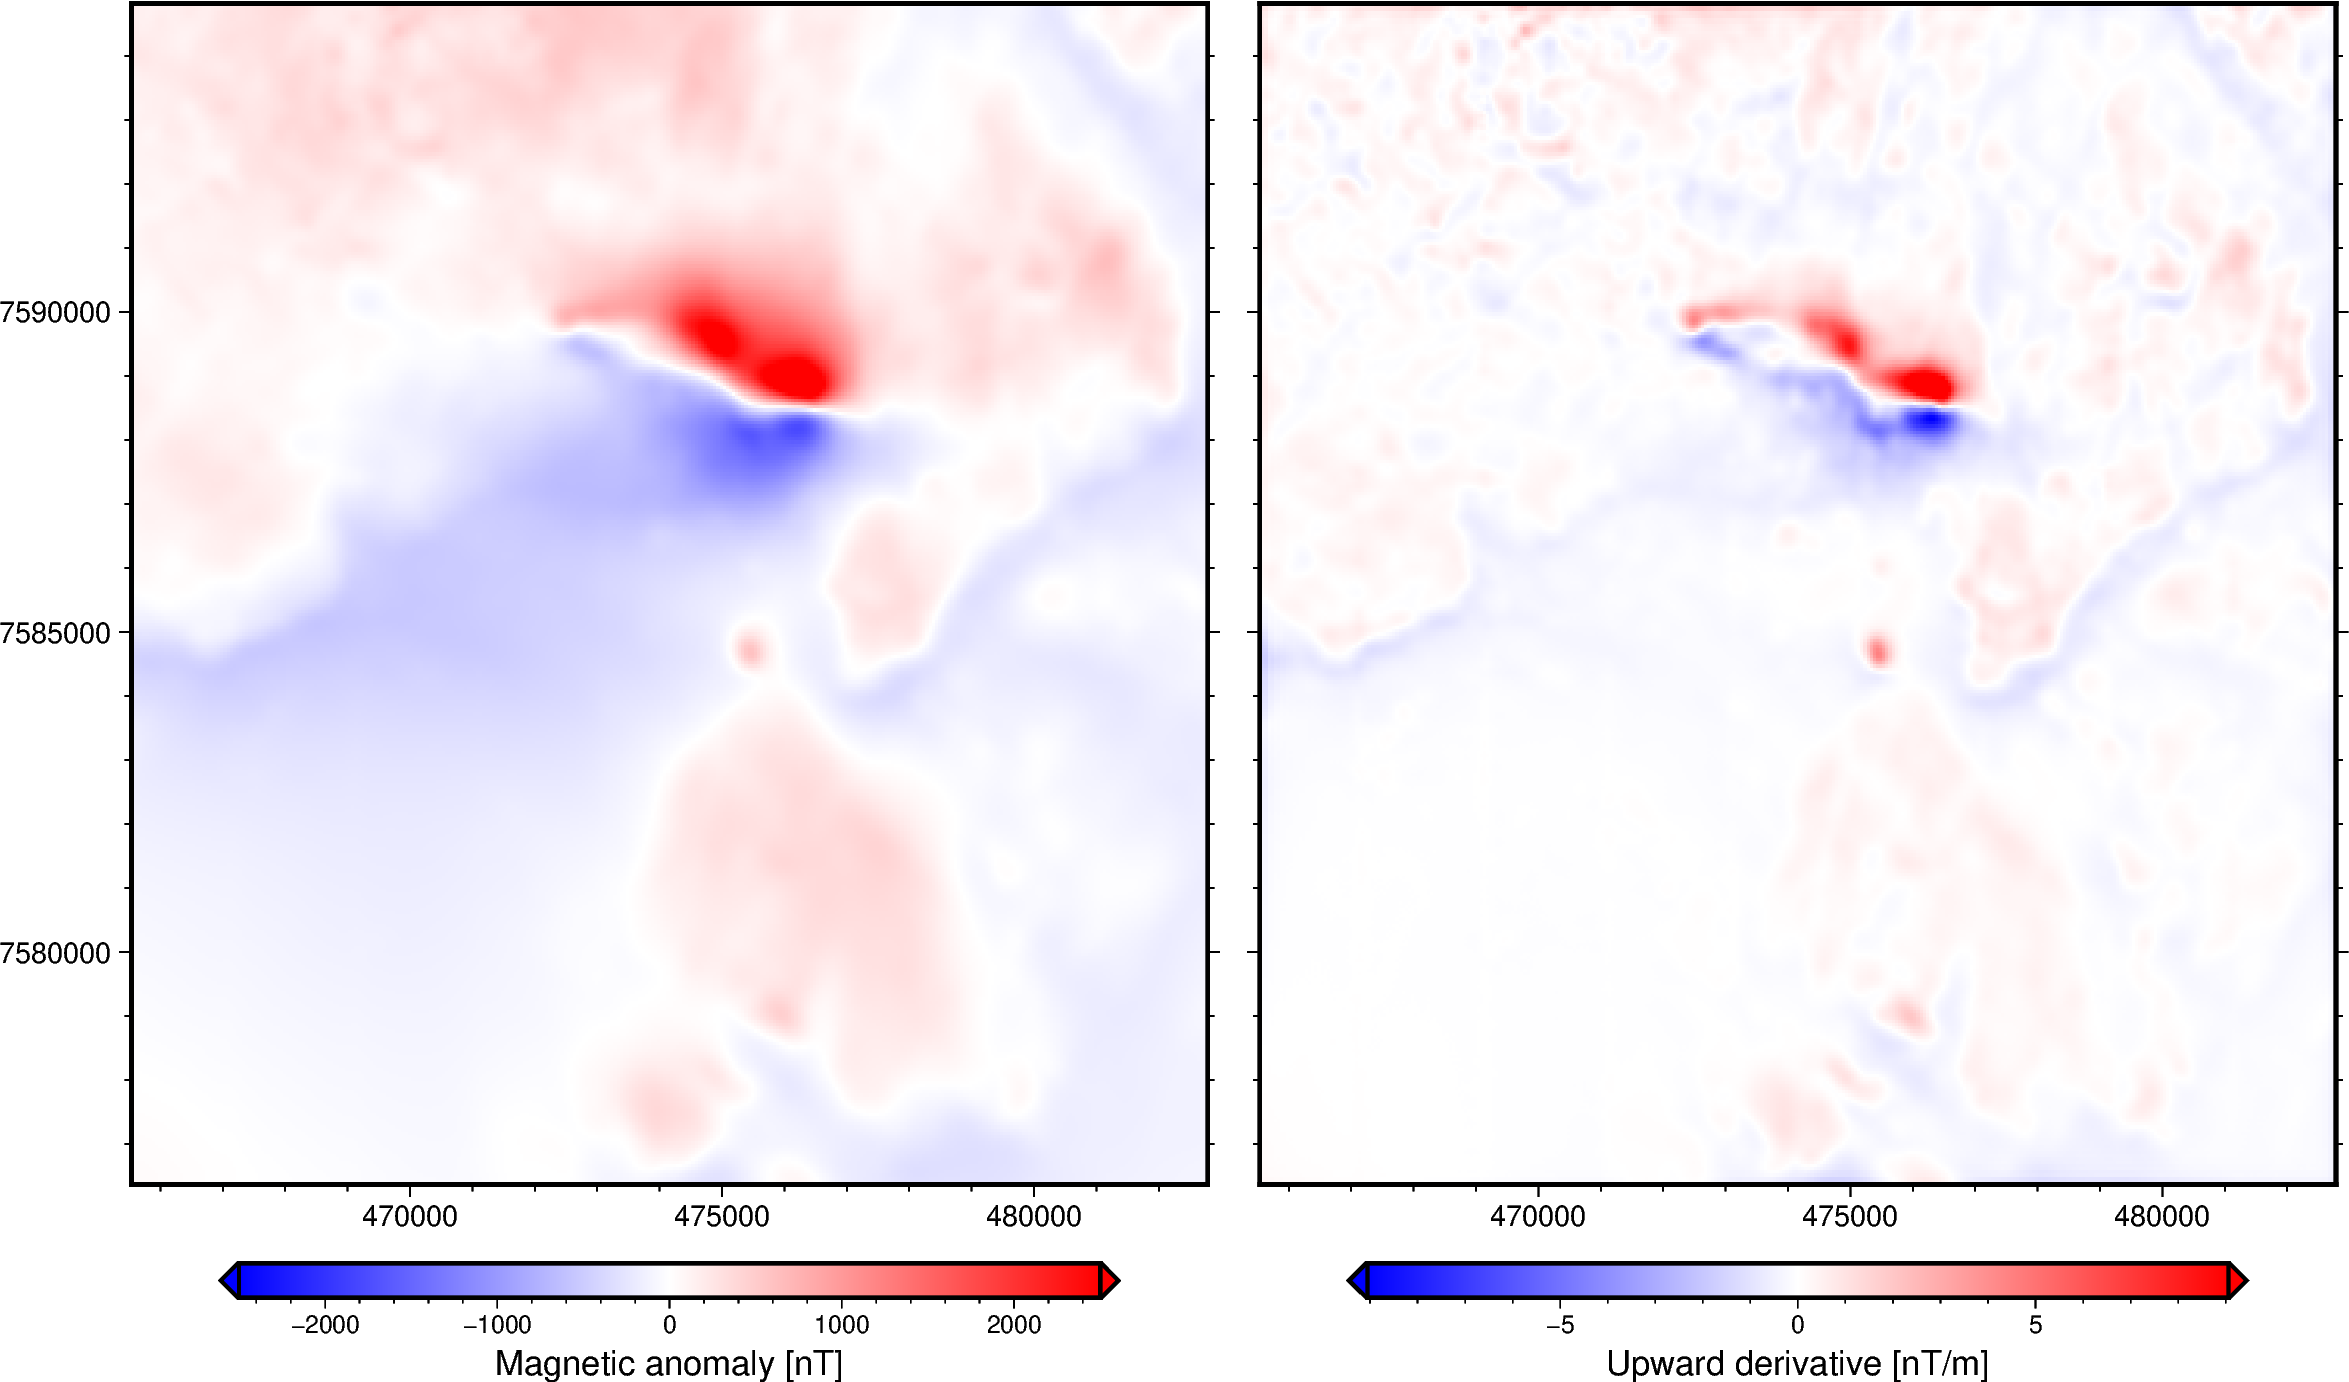 7590000
7585000
7580000
470000 475000 480000
470000 475000 480000
−2000 −1000 0 1000 2000
−5 0 5
Magnetic anomaly [nT]
Upward derivative [nT/m]